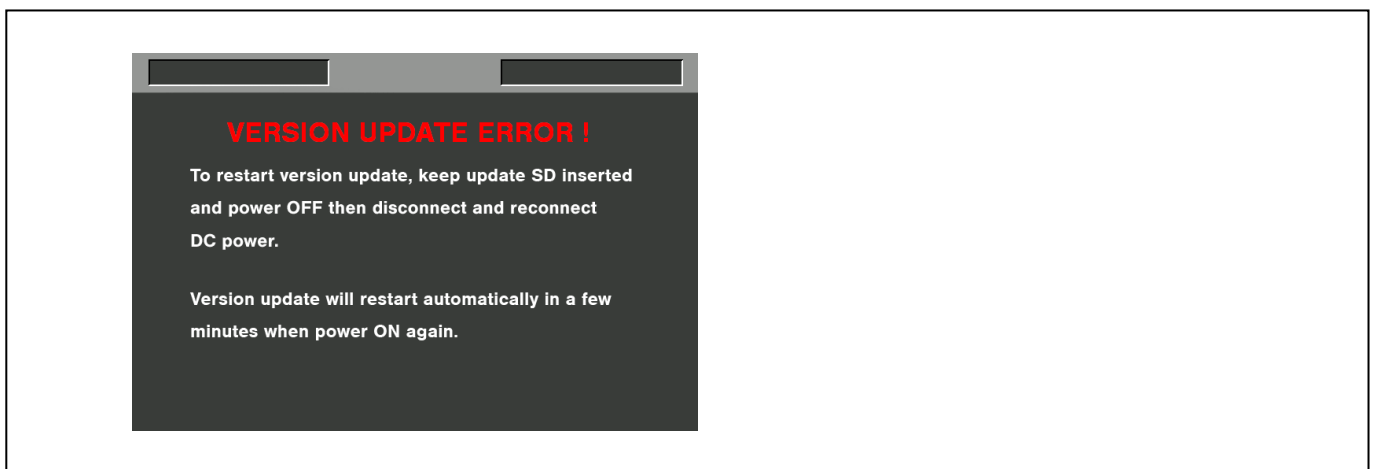 VERSION UPDATE ERROR !
To restart version update, keep update SD inserted
and power OFF then disconnect and reconnect
DC power.
Version update will restart automatically in a few
minutes when power ON again.